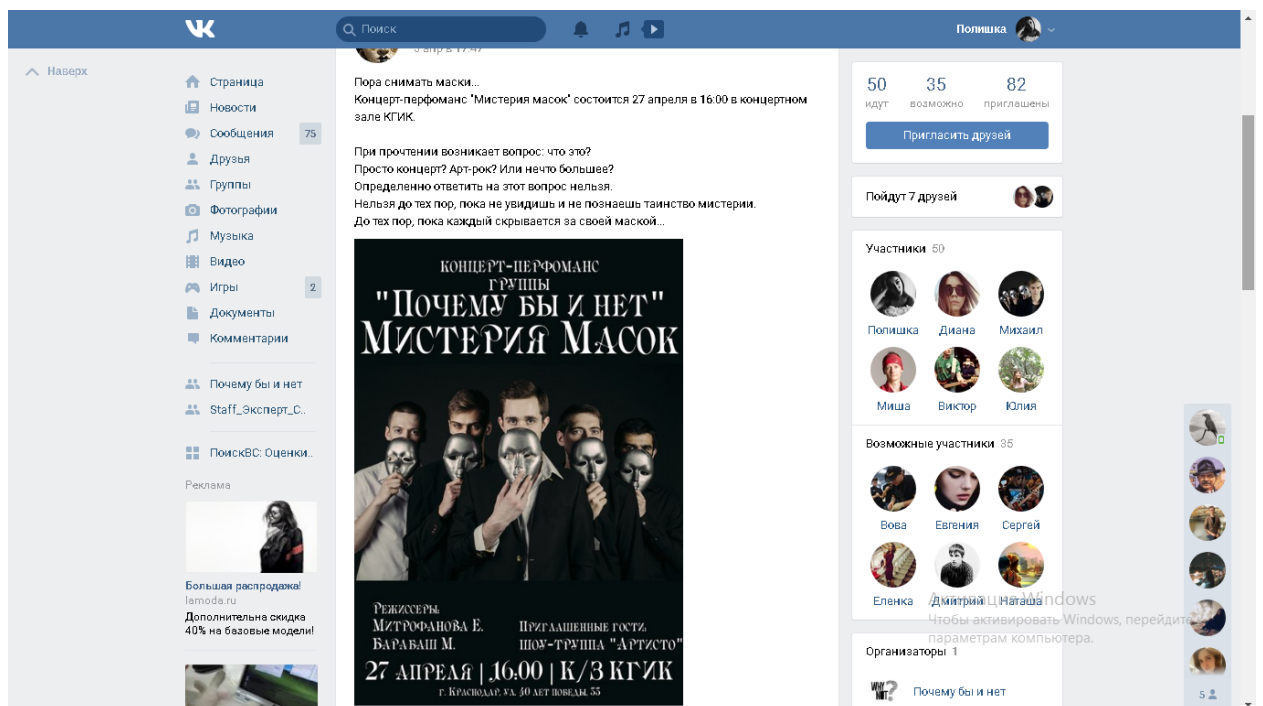 Поиск
Полишка
Наверх
Страница
Новости
Сообщения 75
Друзья
Группы
Фотографии
Музыка
Видео
Игры 2
Документы
Комментарии
Почему бы и нет
Staff_Эксперт_С..
ПоискВС: Оценки..
Реклама
Большая распродажа!
lamoda.ru
Дополнительна скидка
40% на базовые модели!
5 апр в 17:47
Пора снимать маски...
Концерт-перфоманс "Мистерия масок" состоится 27 апреля в 16:00 в концертном
зале КГИК.
При прочтении возникает вопрос: что это?
Просто концерт? Арт-рок? Или нечто большее?
Определенно ответить на этот вопрос нельзя.
Нельзя до тех пор, пока не увидишь и не познаешь таинство мистерии.
До тех пор, пока каждый скрывается за своей маской...
КОНЦЕРТ-ПЕРФОМАНС
ГРУППЫ
"ПОЧЕМУ БЫ И НЕТ"
МИСТЕРИЯ МАСОК
РЕЖИССЕРЫ:
МИТРОФАНОВА Е.
БАРАБАШ М.
ПРИГЛАШЕННЫЕ ГОСТИ:
ШОУ-ГРУППА "АРТИСТО"
27 АПРЕЛЯ | 16:00 | К/З КГИК
Г. КРАСНОДАР, УЛ. 40 ЛЕТ ПОБЕДЫ, 33
50 35 82
идут возможно приглашены
Пригласить друзей
Пойдут 7 друзей
Участники 50
Полишка Диана Михаил
Миша Виктор Юлия
Возможные участники 35
Вова Евгения Сергей
Еленка Дмитрий Наташа
Активация Windows
Чтобы активировать Windows, перейдите
параметрам компьютера.
Организаторы 1
WHY NOT?
Почему бы и нет
5